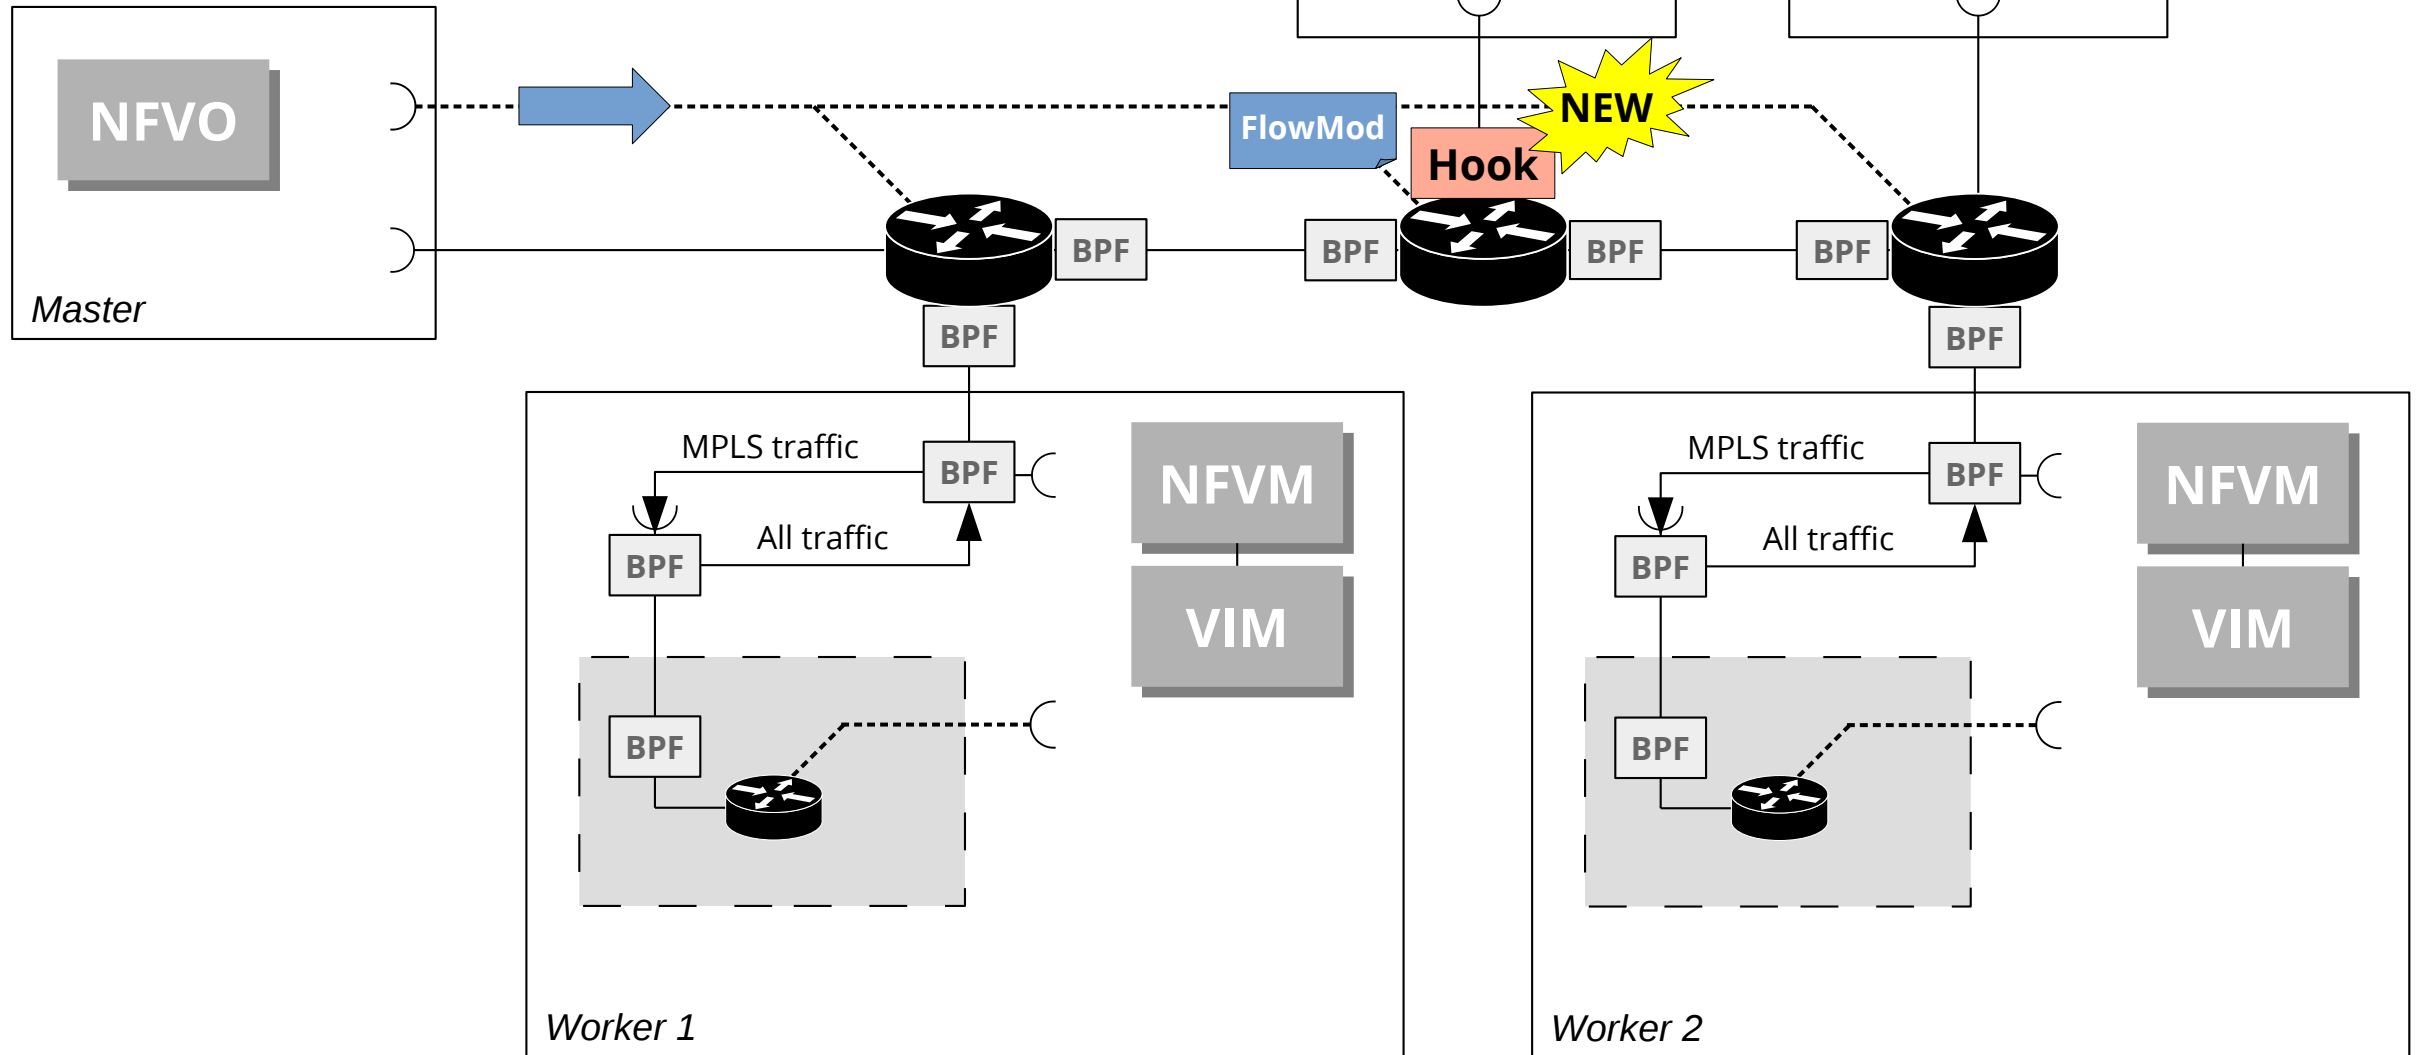 NFVO
Master
FlowMod
NEW
Hook
BPF
BPF
BPF
BPF
BPF
BPF
MPLS traffic
BPF
All traffic
BPF
BPF
NFVM
VIM
Worker 1
MPLS traffic
BPF
All traffic
BPF
BPF
NFVM
VIM
Worker 2